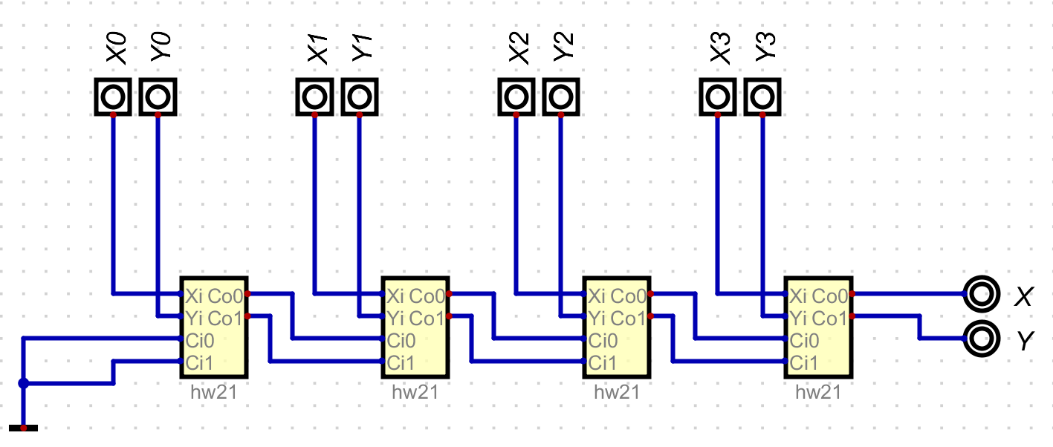 X0 Y0 X1 Y1 X2 Y2 X3 Y3
Xi Co0 Xi Co0 Xi Co0 Xi Co0 X
Yi Co1 Yi Co1 Yi Co1 Yi Co1
Ci0 Ci0 Ci0 Ci0 Y
Ci1 Ci1 Ci1 Ci1
hw21 hw21 hw21 hw21